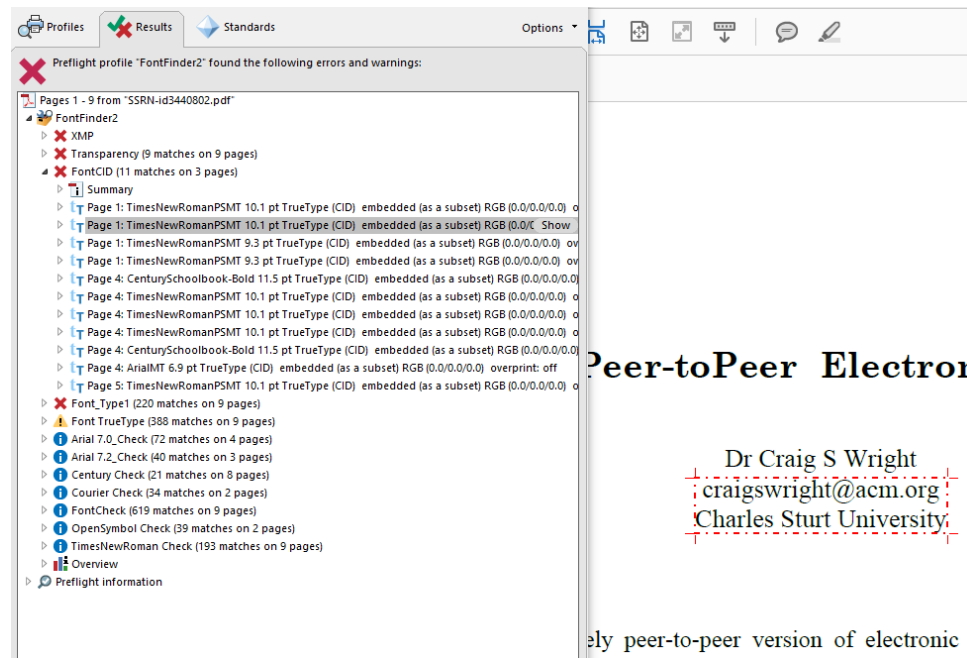 Profiles Results Standards Options
Preflight profile "FontFinder2" found the following errors and warnings:
Pages 1 - 9 from "SSRN-id3440802.pdf"
FontFinder2
XMP
Transparency (9 matches on 9 pages)
FontCID (11 matches on 3 pages)
Summary
Page 1: TimesNewRomanPSMT 10.1 pt TrueType (CID) embedded (as a subset) RGB (0.0/0.0/0.0) o
Page 1: TimesNewRomanPSMT 10.1 pt TrueType (CID) embedded (as a subset) RGB (0.0/0 Show
Page 1: TimesNewRomanPSMT 9.3 pt TrueType (CID) embedded (as a subset) RGB (0.0/0.0/0.0) ov
Page 1: TimesNewRomanPSMT 9.3 pt TrueType (CID) embedded (as a subset) RGB (0.0/0.0/0.0) ov
Page 4: CenturySchoolbook-Bold 11.5 pt TrueType (CID) embedded (as a subset) RGB (0.0/0.0/0.0)
Page 4: TimesNewRomanPSMT 10.1 pt TrueType (CID) embedded (as a subset) RGB (0.0/0.0/0.0) o
Page 4: TimesNewRomanPSMT 10.1 pt TrueType (CID) embedded (as a subset) RGB (0.0/0.0/0.0) o
Page 4: TimesNewRomanPSMT 10.1 pt TrueType (CID) embedded (as a subset) RGB (0.0/0.0/0.0) o
Page 4: CenturySchoolbook-Bold 11.5 pt TrueType (CID) embedded (as a subset) RGB (0.0/0.0/0.0)
Page 4: ArialMT 6.9 pt TrueType (CID) embedded (as a subset) RGB (0.0/0.0/0.0) overprint: off
Page 5: TimesNewRomanPSMT 10.1 pt TrueType (CID) embedded (as a subset) RGB (0.0/0.0/0.0) o
Font_Type1 (220 matches on 9 pages)
Font TrueType (388 matches on 9 pages)
Arial 7.0_Check (72 matches on 4 pages)
Arial 7.2_Check (40 matches on 3 pages)
Century Check (21 matches on 8 pages)
Courier Check (34 matches on 2 pages)
FontCheck (619 matches on 9 pages)
OpenSymbol Check (39 matches on 2 pages)
TimesNewRoman Check (193 matches on 9 pages)
Overview
Preflight information
Peer-toPeer Electron
Dr Craig S Wright
craigswright@acm.org
Charles Sturt University
ely peer-to-peer version of electronic